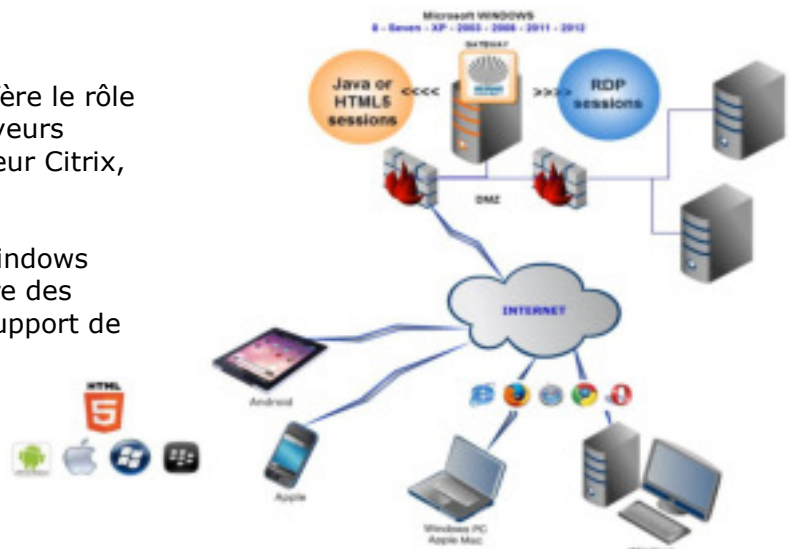 Microsoft WINDOWS
8 - Seven - XP - 2003 - 2008 - 2011 - 2012
GATEWAY
Java or
HTML5
sessions
<<<<
>>>>
RDP
sessions
ère le rôle
veurs
eur Citrix,
DMZ
indows
re des
upport de
INTERNET
HTML
5
Android
Apple
Windows PC
Apple Mac